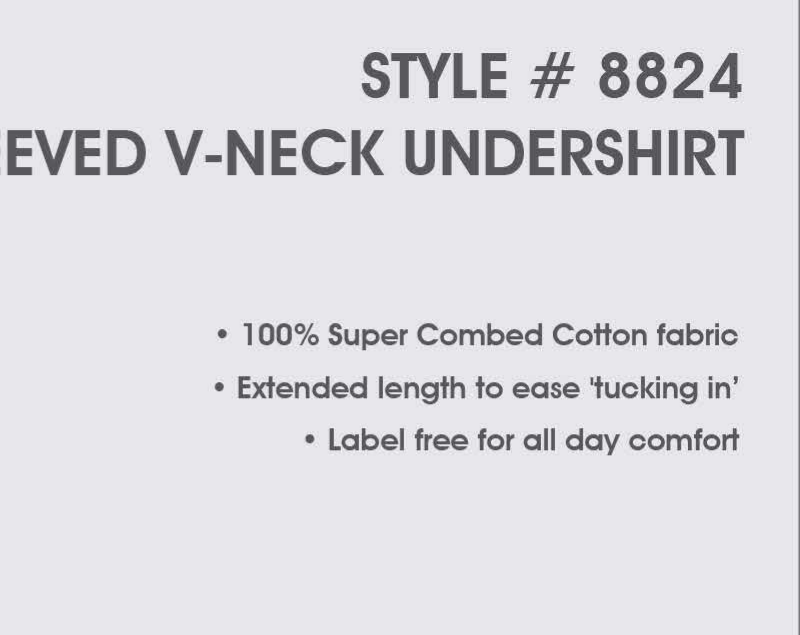 STYLE # 8824
EEVED V-NECK UNDERSHIRT
• 100% Super Combed Cotton fabric
• Extended length to ease 'tucking in’
• Label free for all day comfort